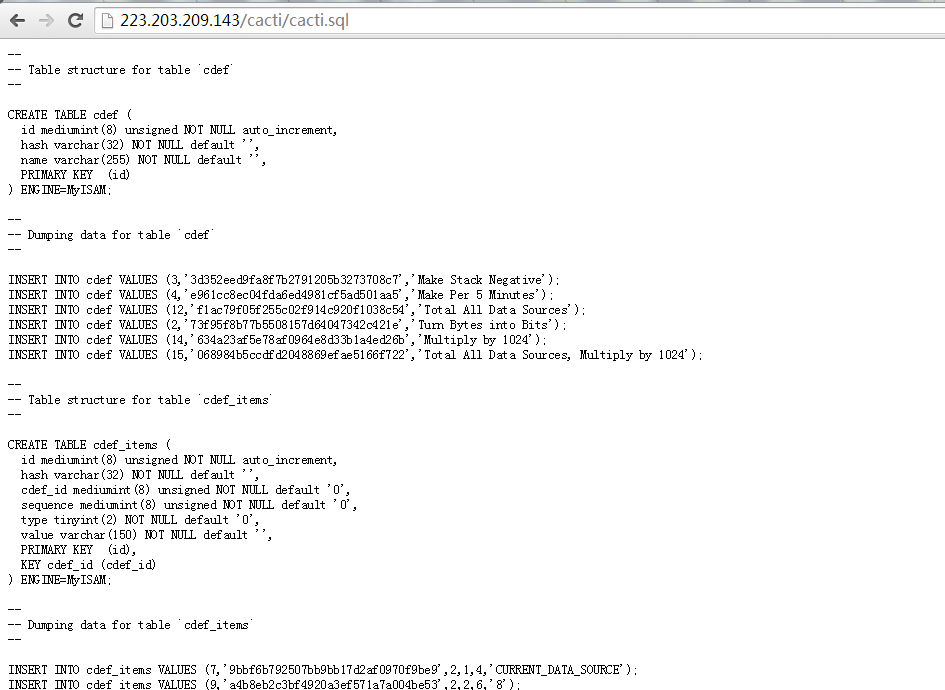 223.203.209.143/cacti/cacti.sql
--
-- Table structure for table `cdef`
--
CREATE TABLE cdef (
id mediumint(8) unsigned NOT NULL auto_increment,
hash varchar(32) NOT NULL default '',
name varchar(255) NOT NULL default '',
PRIMARY KEY  (id)
) ENGINE=MyISAM;
--
-- Dumping data for table `cdef`
--
INSERT INTO cdef VALUES (3,'3d352eed9fa8f7b2791205b3273708c7','Make Stack Negative');
INSERT INTO cdef VALUES (4,'e961cc8ec04fda6ed4981cf5ad501aa5','Make Per 5 Minutes');
INSERT INTO cdef VALUES (12,'f1ac79f05f255c02f914c920f1038c54','Total All Data Sources');
INSERT INTO cdef VALUES (2,'73f95f8b77b5508157d64047342c421e','Turn Bytes into Bits');
INSERT INTO cdef VALUES (14,'634a23af5e78af0964e8d33b1a4ed26b','Multiply by 1024');
INSERT INTO cdef VALUES (15,'068984b5ccdfd2048869efae5166f722','Total All Data Sources, Multiply by 1024');
--
-- Table structure for table `cdef_items`
--
CREATE TABLE cdef_items (
id mediumint(8) unsigned NOT NULL auto_increment,
hash varchar(32) NOT NULL default '',
cdef_id mediumint(8) unsigned NOT NULL default '0',
sequence mediumint(8) unsigned NOT NULL default '0',
type tinyint(2) NOT NULL default '0',
value varchar(150) NOT NULL default '',
PRIMARY KEY  (id),
KEY cdef_id (cdef_id)
) ENGINE=MyISAM;
--
-- Dumping data for table `cdef_items`
--
INSERT INTO cdef_items VALUES (7,'9bbf6b792507bb9bb17d2af0970f9be9',2,1,4,'CURRENT_DATA_SOURCE');
INSERT INTO cdef_items VALUES (9,'a4b8eb2c3bf4920a3ef571a7a004be53',2,2,6,'8');